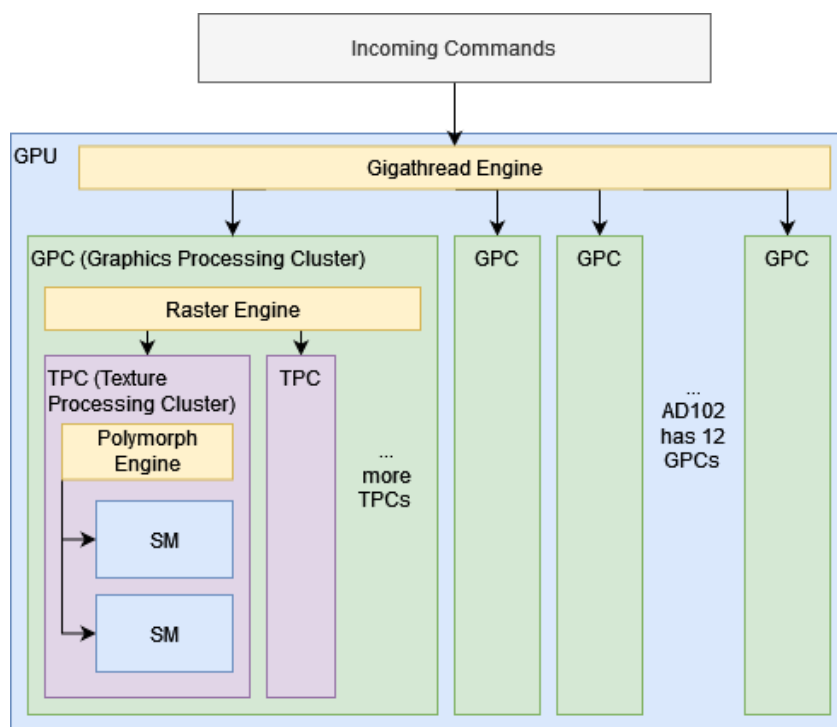 Incoming Commands
GPU
Gigathread Engine
GPC (Graphics Processing Cluster)
GPC
GPC
GPC
Raster Engine
TPC (Texture
Processing Cluster)
TPC
Polymorph
Engine
SM
SM
...
more
TPCs
...
AD102
has 12
GPCs